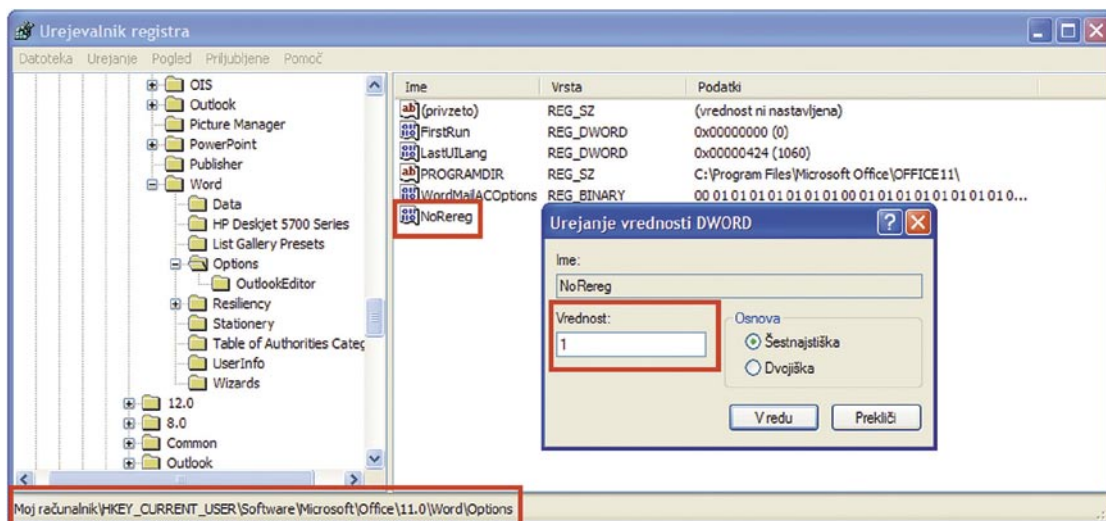 Urejevalnik registra
Datoteka Urejanje Pogled Priljubljene Pomoč
OIS
Outlook
Picture Manager
PowerPoint
Publisher
Word
Data
HP Deskjet 5700 Series
List Gallery Presets
Options
OutlookEditor
Resiliency
Stationery
Table of Authorities Categ
UserInfo
Wizards
12.0
8.0
Common
Outlook
Ime Vrsta Podatki
(privzeto) REG_SZ (vrednost ni nastavljena)
FirstRun REG_DWORD 0x00000000 (0)
LastUILang REG_DWORD 0x00000424 (1060)
PROGRAMDIR REG_SZ C:\Program Files\Microsoft Office\OFFICE11\
WordMailACOptions REG_BINARY 00 01 01 01 01 01 01 01 00 01 01 01 01 01 01 01 01 01 0...
NoRereg
Urejanje vrednosti DWORD
Ime:
NoRereg
Vrednost:
1
Osnova
Šestnajstiška
Dvojiška
V redu Prekliči
Moj računalnik\HKEY_CURRENT_USER\Software\Microsoft\Office\11.0\Word\Options